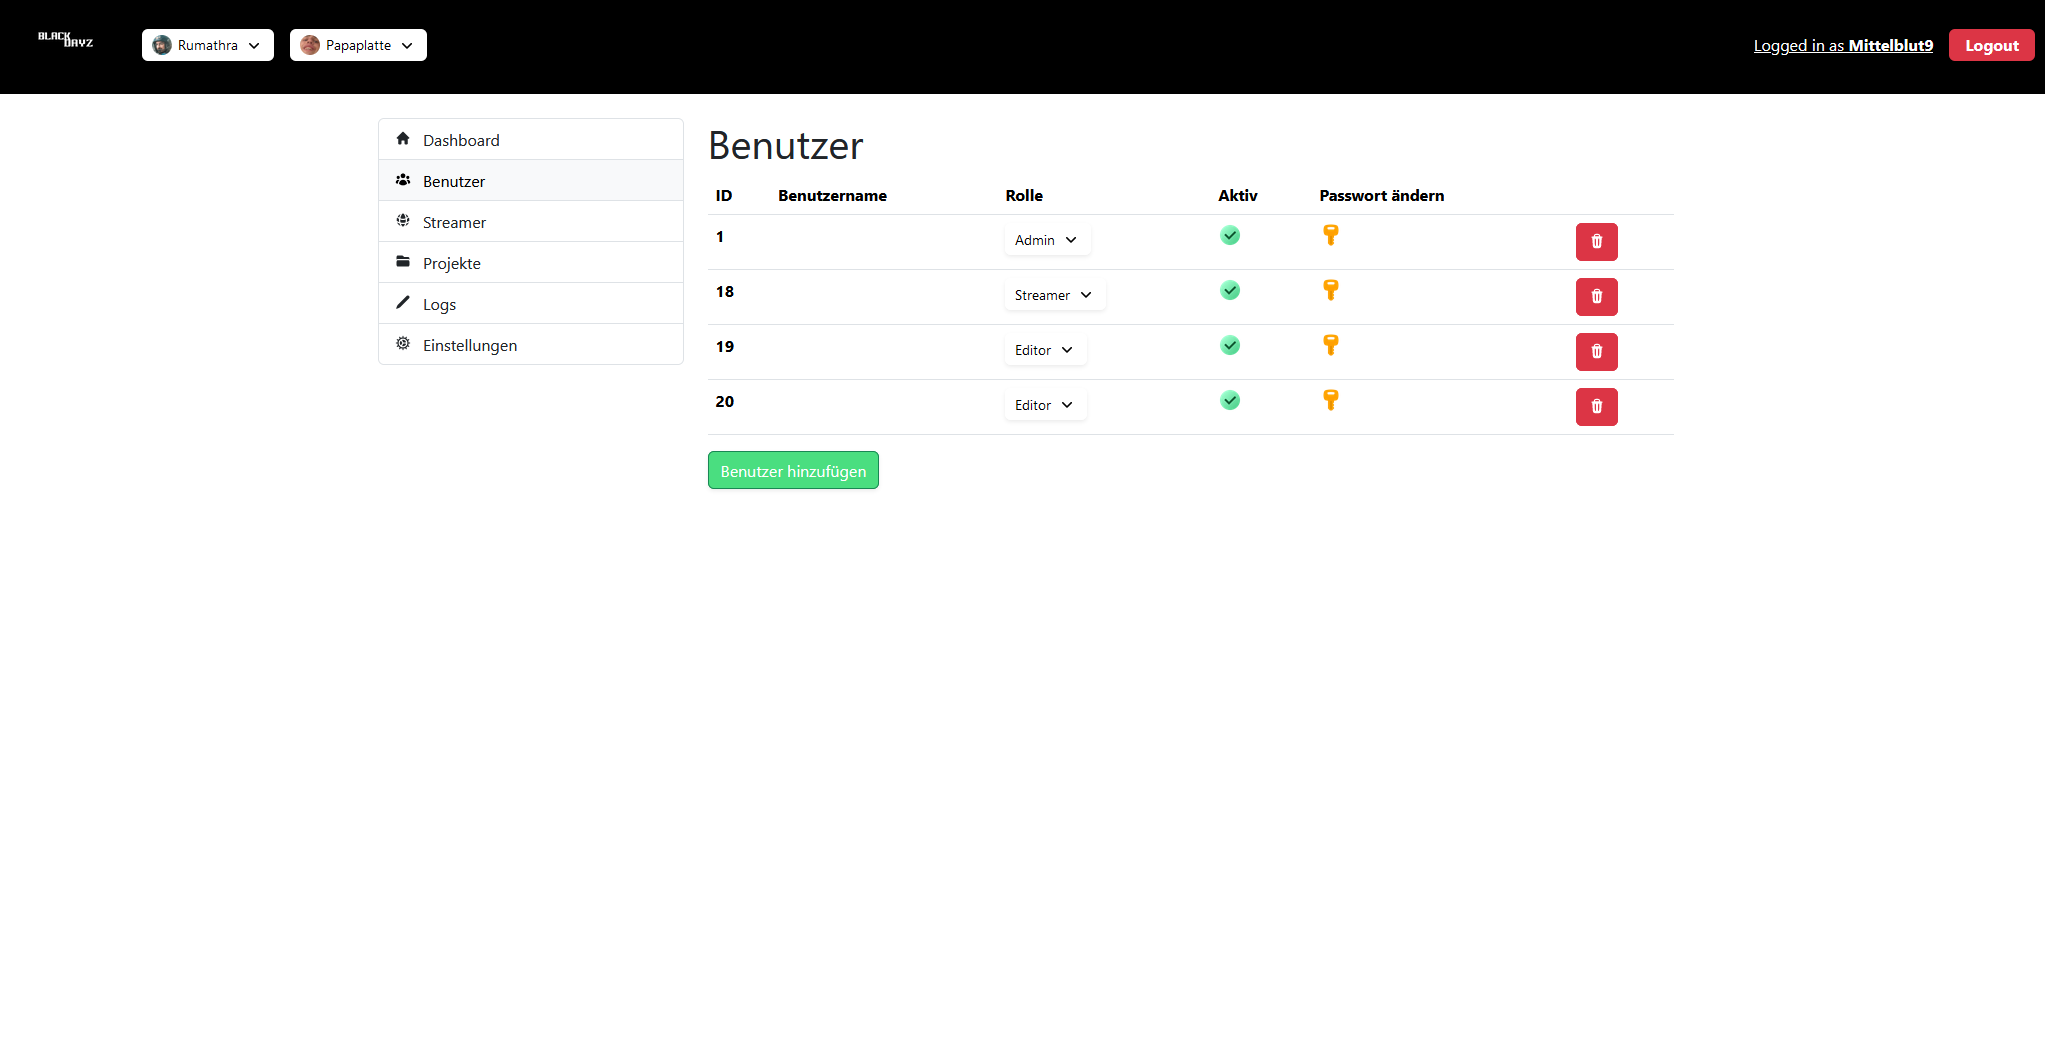 BLACK DAYZ
Rumathra
Papaplatte
Logged in as Mittelblut9
Logout
Dashboard
Benutzer
Streamer
Projekte
Logs
Einstellungen
Benutzer
ID Benutzername Rolle Aktiv Passwort ändern
1 Admin
18 Streamer
19 Editor
20 Editor
Benutzer hinzufügen